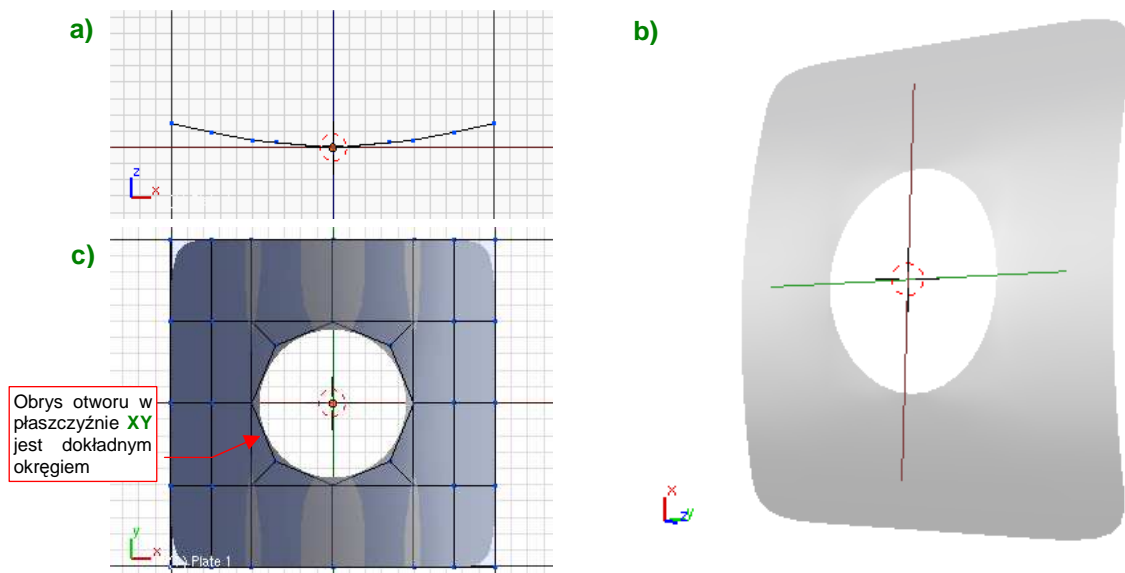 a)
z
x
b)
c)
Obrys otworu w
płaszczyźnie XY
jest dokładnym
okręgiem
y
x
Plate 1
x
y
z